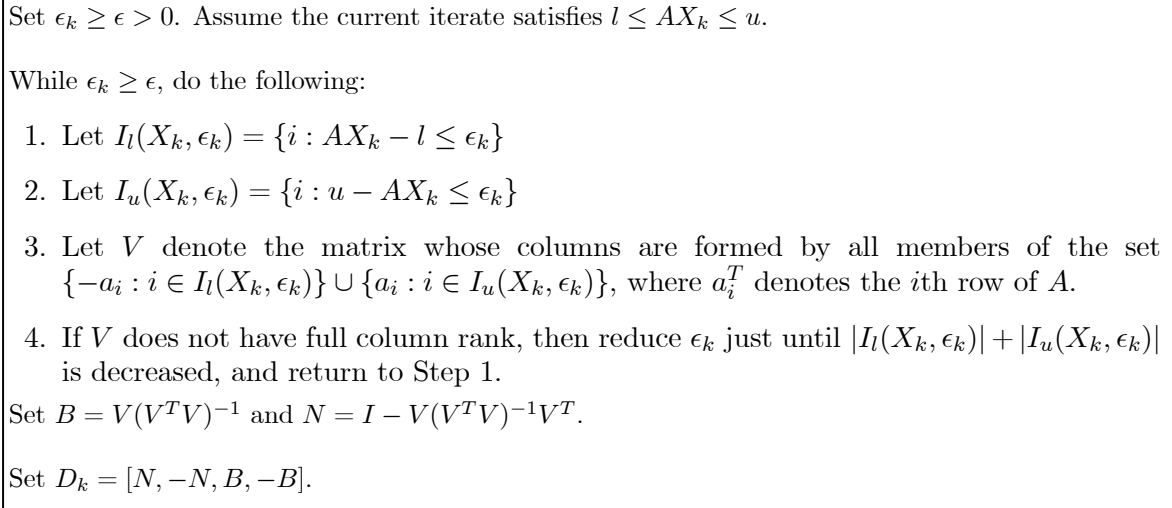 Set $\epsilon_k \geq \epsilon > 0$. Assume the current iterate satisfies $l \leq AX_k \leq u$.
While $\epsilon_k \geq \epsilon$, do the following:
1. Let $I_l(X_k, \epsilon_k) = \{i : AX_k - l \leq \epsilon_k\}$
2. Let $I_u(X_k, \epsilon_k) = \{i : u - AX_k \leq \epsilon_k\}$
3. Let $V$ denote the matrix whose columns are formed by all members of the set
$\{-a_i : i \in I_l(X_k, \epsilon_k)\} \cup \{a_i : i \in I_u(X_k, \epsilon_k)\}$, where $a_i^T$ denotes the $i$th row of $A$.
4. If $V$ does not have full column rank, then reduce $\epsilon_k$ just until $|I_l(X_k, \epsilon_k)| + |I_u(X_k, \epsilon_k)|$
is decreased, and return to Step 1.
Set $B = V(V^T V)^{-1}$ and $N = I - V(V^T V)^{-1} V^T$.
Set $D_k = [N, -N, B, -B]$.